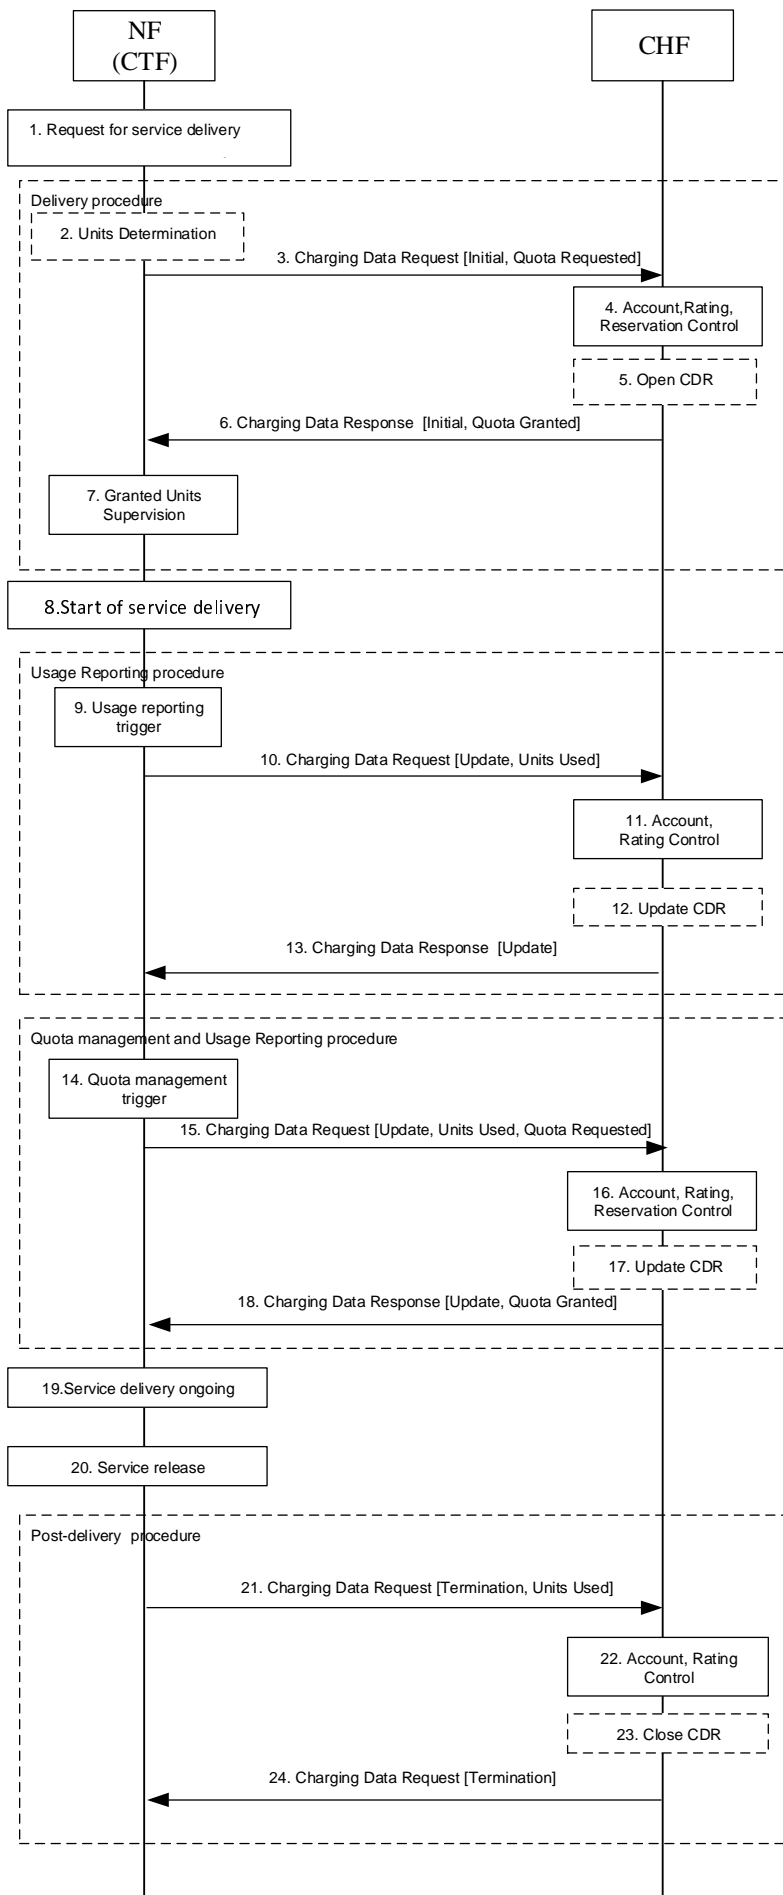 NF
(CTF)
CHF
1. Request for service delivery
Delivery procedure
2. Units Determination
3. Charging Data Request [Initial, Quota Requested]
4. Account,Rating,
Reservation Control
5. Open CDR
6. Charging Data Response [Initial, Quota Granted]
7. Granted Units
Supervision
8.Start of service delivery
Usage Reporting procedure
9. Usage reporting
trigger
10. Charging Data Request [Update, Units Used]
11. Account,
Rating Control
12. Update CDR
13. Charging Data Response [Update]
Quota management and Usage Reporting procedure
14. Quota management
trigger
15. Charging Data Request [Update, Units Used, Quota Requested]
16. Account, Rating,
Reservation Control
17. Update CDR
18. Charging Data Response [Update, Quota Granted]
19.Service delivery ongoing
20. Service release
Post-delivery procedure
21. Charging Data Request [Termination, Units Used]
22. Account, Rating
Control
23. Close CDR
24. Charging Data Request [Termination]